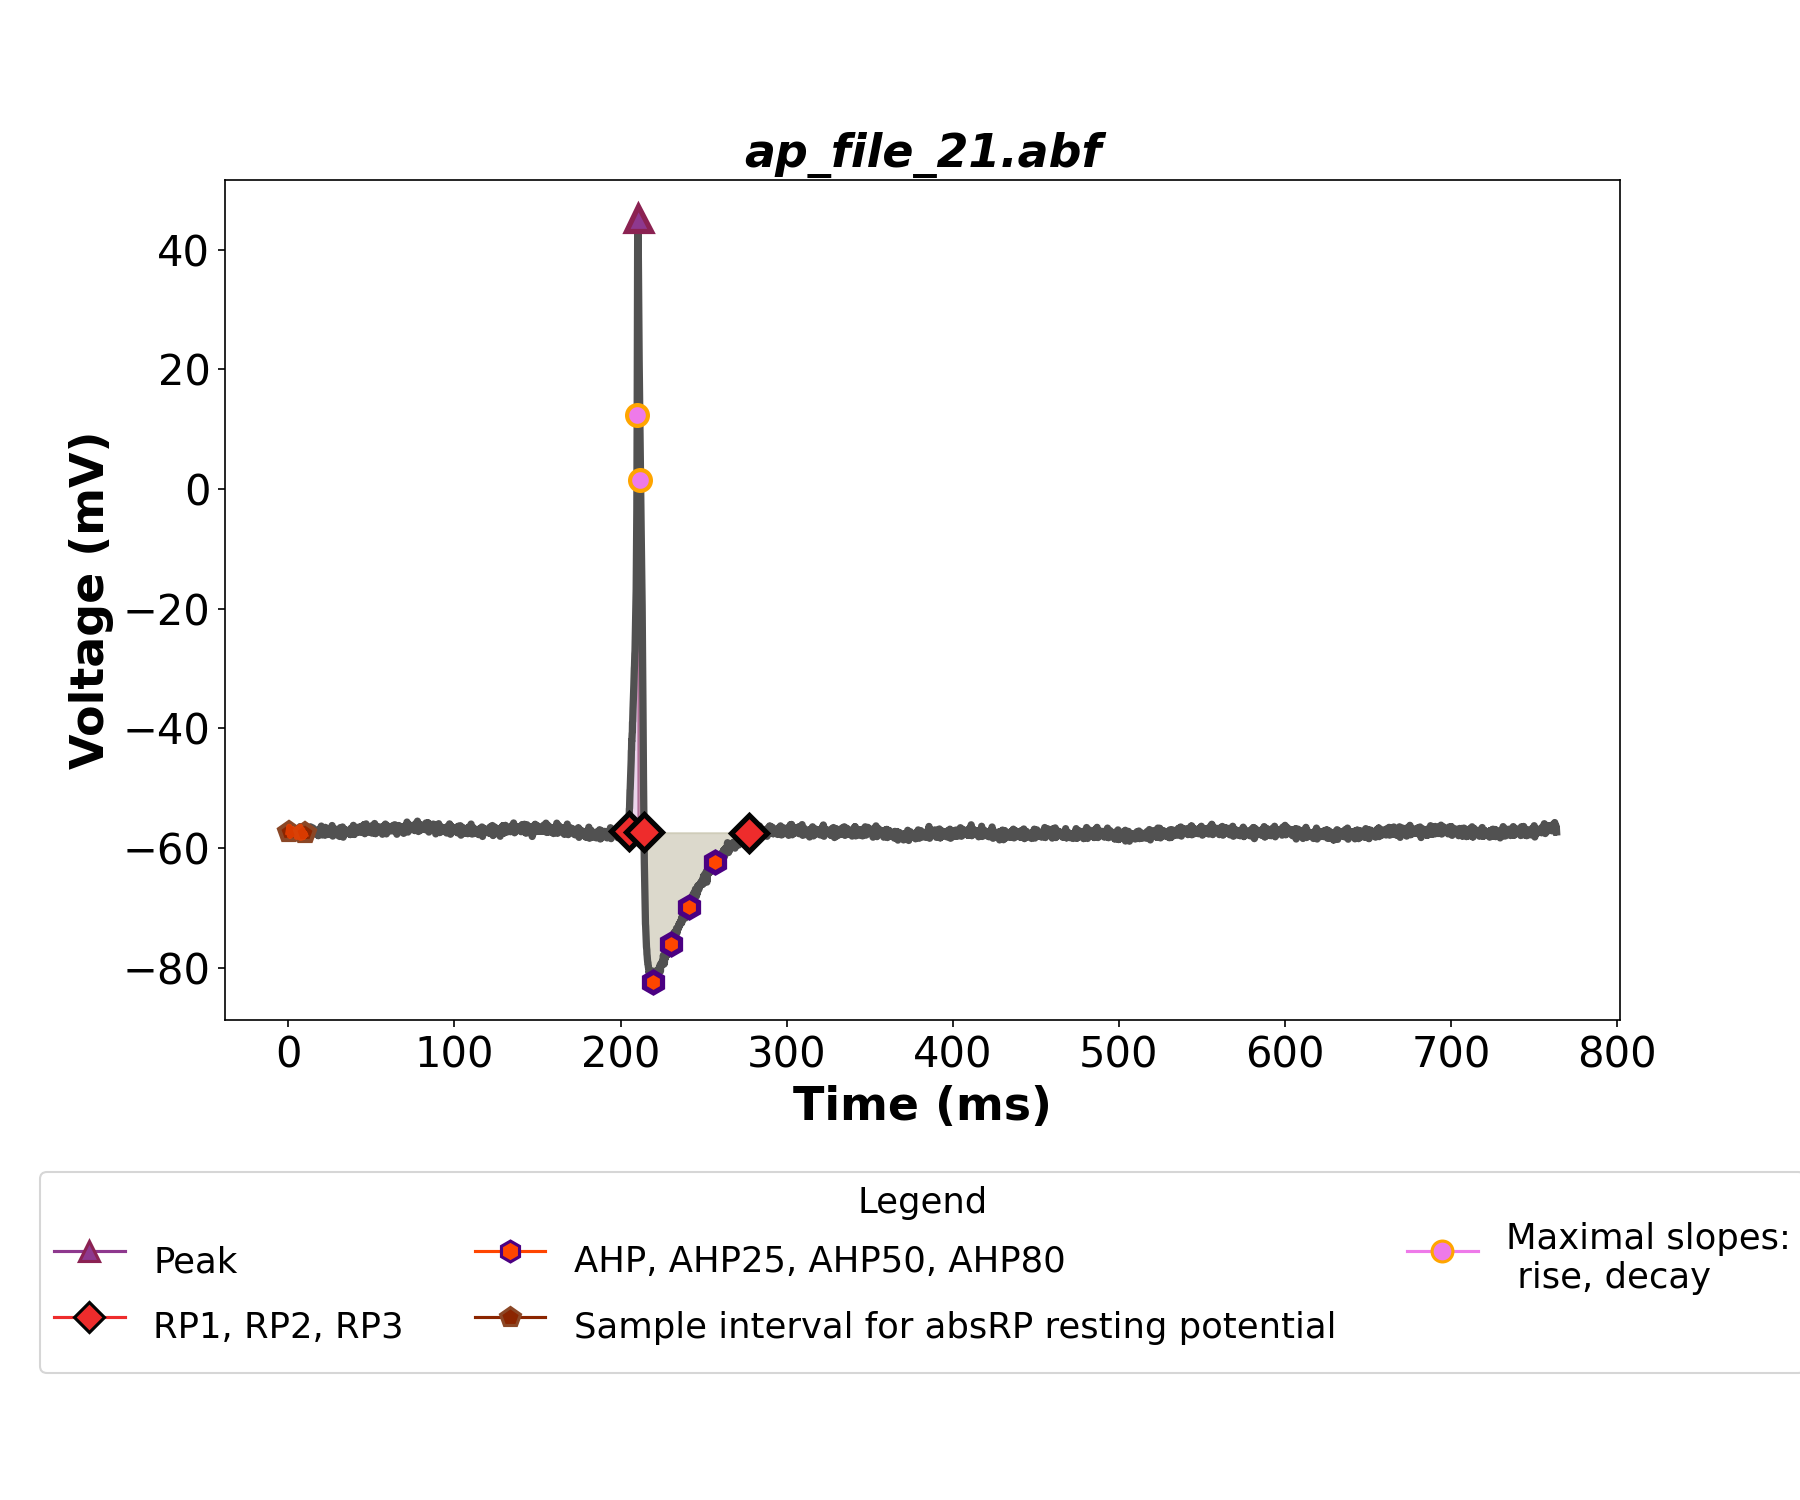 ap_file_21.abf
40
20
0
−20
−40
−60
−80
Voltage (mV)
0 100 200 300 400 500 600 700 800
Time (ms)
Legend
Peak
RP1, RP2, RP3
AHP, AHP25, AHP50, AHP80
Sample interval for absRP resting potential
Maximal slopes:
rise, decay